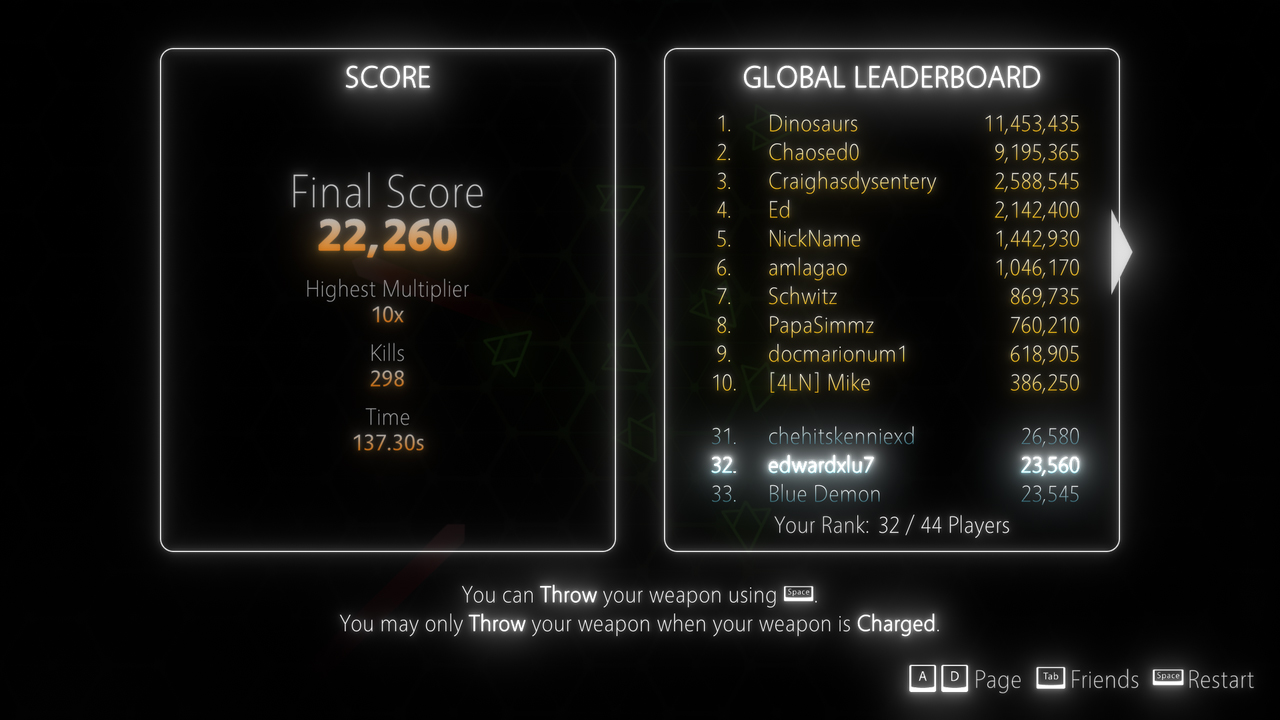 SCORE
Final Score
22,260
Highest Multiplier
10x
Kills
298
Time
137.30s
GLOBAL LEADERBOARD
1. Dinosaurs 11,453,435
2. Chaosed0 9,195,365
3. Craighasdysentery 2,588,545
4. Ed 2,142,400
5. NickName 1,442,930
6. amlagao 1,046,170
7. Schwitz 869,735
8. PapaSimmz 760,210
9. docmarionum1 618,905
10. [4LN] Mike 386,250
31. chehitskenniexd 26,580
32. edwardxlu7 23,560
33. Blue Demon 23,545
Your Rank: 32 / 44 Players
You can Throw your weapon using Space.
You may only Throw your weapon when your weapon is Charged.
A D Page Tab Friends Space Restart